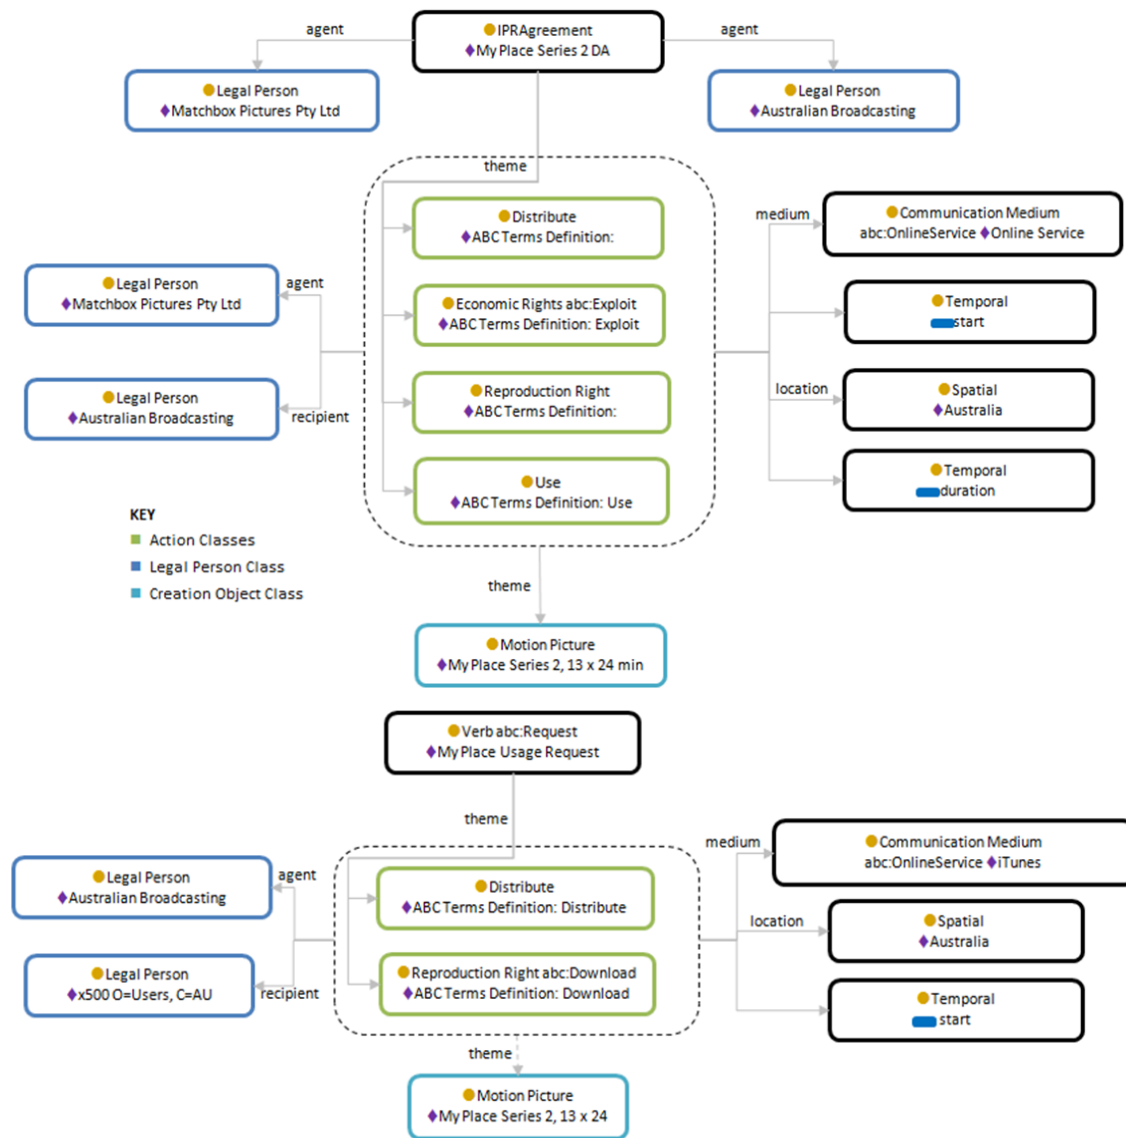 agent
IPRAgreement
My Place Series 2 DA
agent
Legal Person
Matchbox Pictures Pty Ltd
Legal Person
Australian Broadcasting
theme
Distribute
ABC Terms Definition:
medium
Communication Medium
abc:OnlineService Online Service
Legal Person
Matchbox Pictures Pty Ltd
agent
Economic Rights abc:Exploit
ABC Terms Definition: Exploit
Temporal
start
Legal Person
Australian Broadcasting
recipient
Reproduction Right
ABC Terms Definition:
location
Spatial
Australia
Use
ABC Terms Definition: Use
Temporal
duration
KEY
Action Classes
Legal Person Class
Creation Object Class
theme
Motion Picture
My Place Series 2, 13 x 24 min
Verb abc:Request
My Place Usage Request
theme
medium
Communication Medium
abc:OnlineService iTunes
Legal Person
Australian Broadcasting
agent
Distribute
ABC Terms Definition: Distribute
location
Spatial
Australia
Legal Person
x500 O=Users, C=AU
recipient
Reproduction Right abc:Download
ABC Terms Definition: Download
Temporal
start
theme
Motion Picture
My Place Series 2, 13 x 24